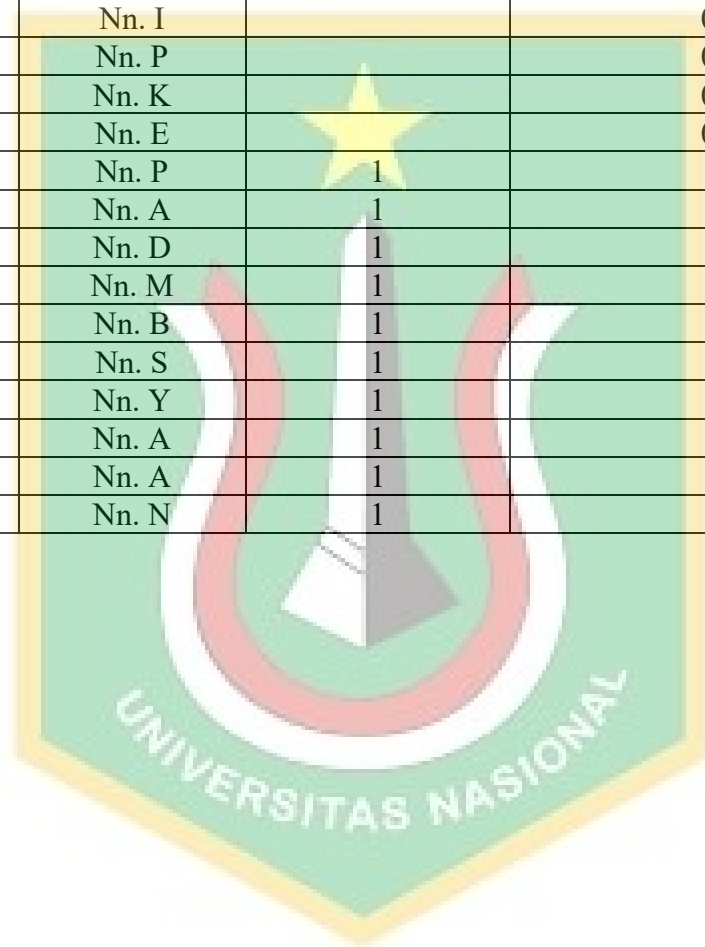 Nn. I
Nn. P
Nn. K
Nn. E
Nn. P 1
Nn. A 1
Nn. D 1
Nn. M 1
Nn. B 1
Nn. S 1
Nn. Y 1
Nn. A 1
Nn. A 1
Nn. N 1
UNIVERSITAS NASIONAL